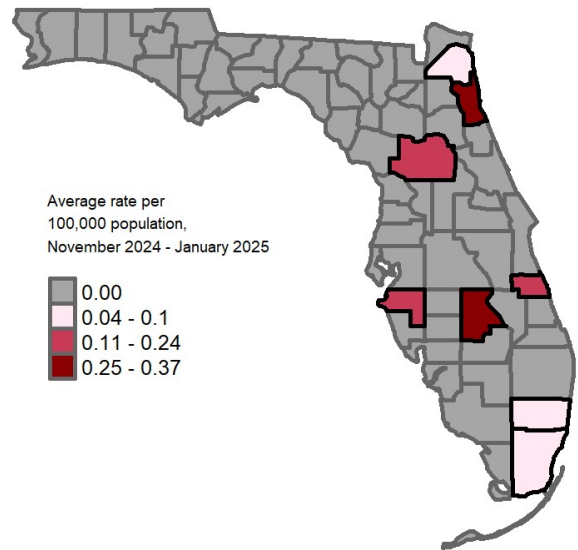 Average rate per
100,000 population,
November 2024 - January 2025
0.00
0.04 - 0.1
0.11 - 0.24
0.25 - 0.37